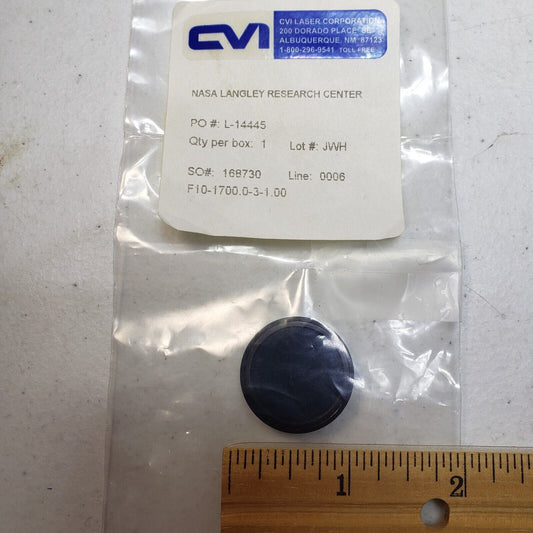 CVI
CVI LASER CORPORATION
200 DORADO PLACE SE
ALBUQUERQUE, NM 87123
1-800-296-9541 TOLL FREE
NASA LANGLEY RESEARCH CENTER
PO #: L-14445
Qty per box: 1 Lot #: JWH
SO#: 168730 Line: 0006
F10-1700.0-3-1.00
1 2